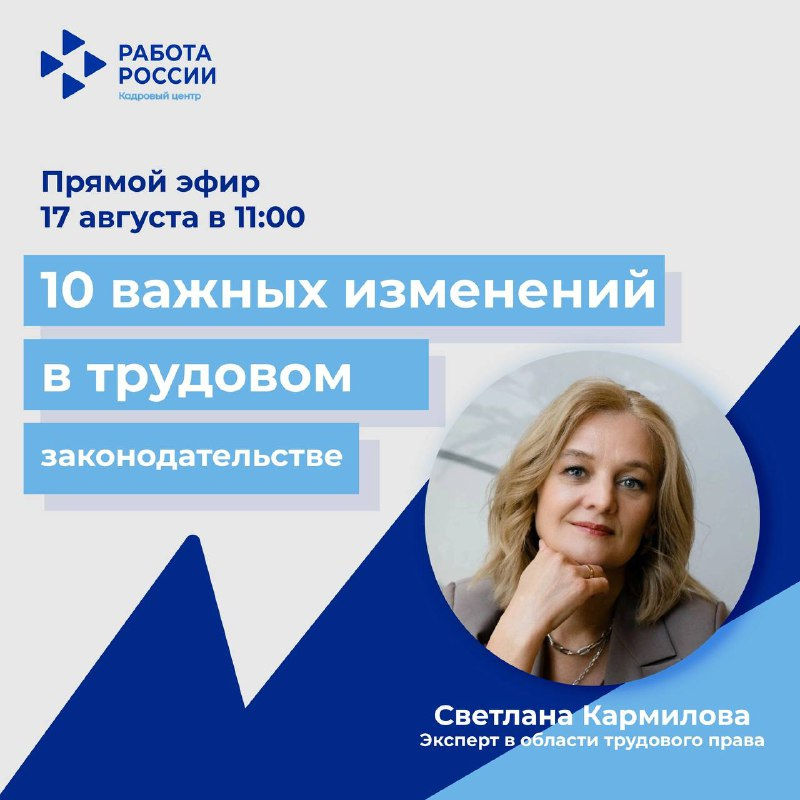 РАБОТА
РОССИИ
Кадровый центр
Прямой эфир
17 августа в 11:00
10 важных изменений
в трудовом
законодательстве
Светлана Кармилова
Эксперт в области трудового права